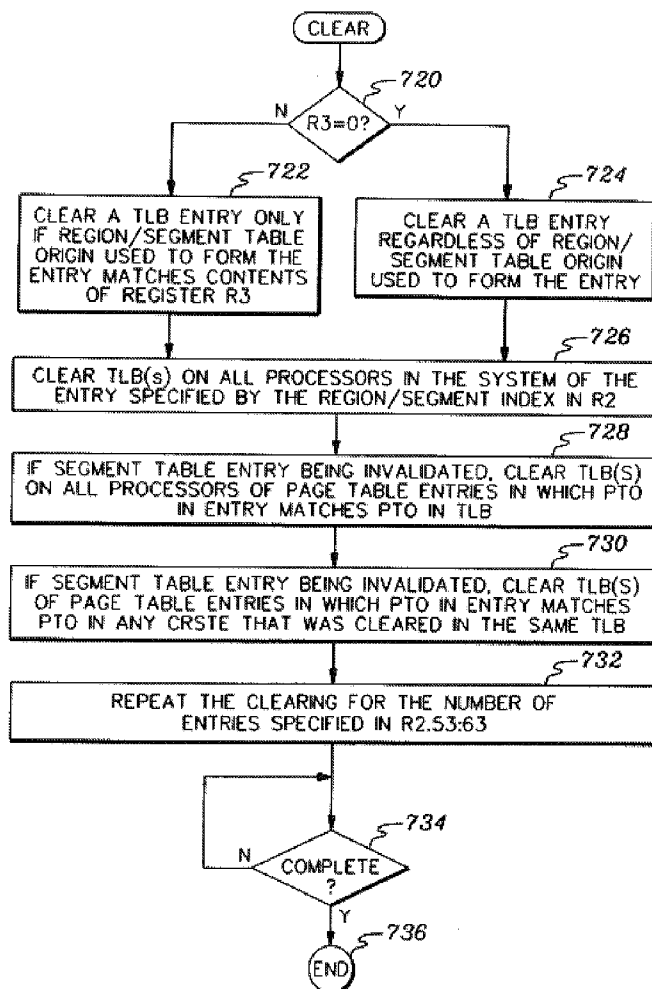 CLEAR
720
N
R3=0?
Y
722
724
CLEAR A TLB ENTRY ONLY
IF REGION/SEGMENT TABLE
ORIGIN USED TO FORM THE
ENTRY MATCHES CONTENTS
OF REGISTER R3
CLEAR A TLB ENTRY
REGARDLESS OF REGION/
SEGMENT TABLE ORIGIN
USED TO FORM THE ENTRY
726
CLEAR TLB(s) ON ALL PROCESSORS IN THE SYSTEM OF THE
ENTRY SPECIFIED BY THE REGION/SEGMENT INDEX IN R2
728
IF SEGMENT TABLE ENTRY BEING INVALIDATED, CLEAR TLB(S)
ON ALL PROCESSORS OF PAGE TABLE ENTRIES IN WHICH PTO
IN ENTRY MATCHES PTO IN TLB
730
IF SEGMENT TABLE ENTRY BEING INVALIDATED, CLEAR TLB(S)
OF PAGE TABLE ENTRIES IN WHICH PTO IN ENTRY MATCHES
PTO IN ANY CRSTE THAT WAS CLEARED IN THE SAME TLB
732
REPEAT THE CLEARING FOR THE NUMBER OF
ENTRIES SPECIFIED IN R2.53:63
734
N
COMPLETE
?
Y
736
END